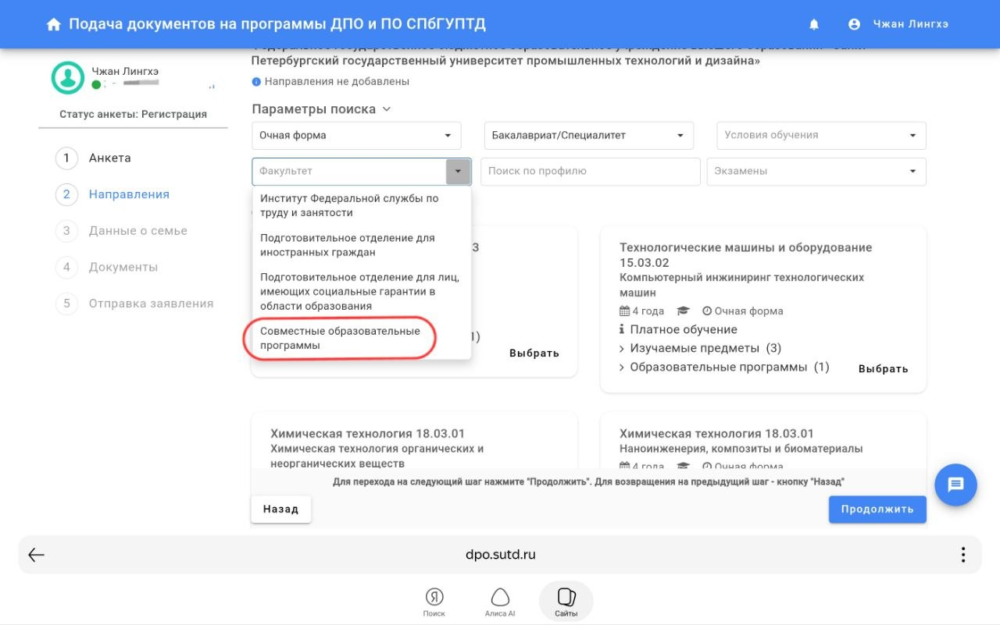 Подача документов на программы ДПО и ПО СПбГУПТД
Чжан Лингхэ
Петербургский государственный университет промышленных технологий и дизайна»
Направления не добавлены
Чжан Лингхэ
Статус анкеты: Регистрация
1 Анкета
2 Направления
3 Данные о семье
4 Документы
5 Отправка заявления
Параметры поиска
Очная форма
Бакалавриат/Специалитет
Условия обучения
Факультет
Поиск по профилю
Экзамены
Институт Федеральной службы по
труду и занятости
Подготовительное отделение для
иностранных граждан
Подготовительное отделение для лиц,
имеющих социальные гарантии в
области образования
Совместные образовательные
программы
3
1)
Выбрать
Технологические машины и оборудование
15.03.02
Компьютерный инжиниринг технологических
машин
4 года Очная форма
Платное обучение
Изучаемые предметы (3)
Образовательные программы (1)
Выбрать
Химическая технология 18.03.01
Химическая технология органических и
неорганических веществ
Химическая технология 18.03.01
Наноинженерия, композиты и биоматериалы
4 года Очная форма
Для перехода на следующий шаг нажмите "Продолжить". Для возвращения на предыдущий шаг - кнопку "Назад"
Назад
Продолжить
dpo.sutd.ru
Поиск
Алиса AI
Сайты